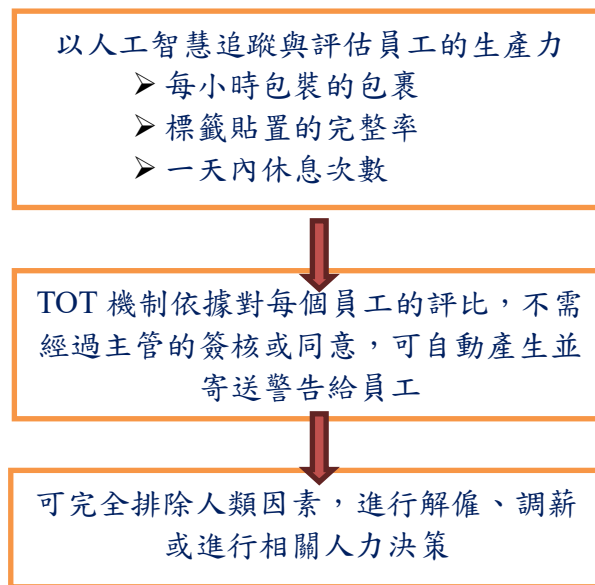 以人工智慧追蹤與評估員工的生產力
➢ 每小時包裝的包裹
➢ 標籤貼置的完整率
➢ 一天內休息次數
TOT 機制依據對每個員工的評比，不需
經過主管的簽核或同意，可自動產生並
寄送警告給員工
可完全排除人類因素，進行解僱、調薪
或進行相關人力決策